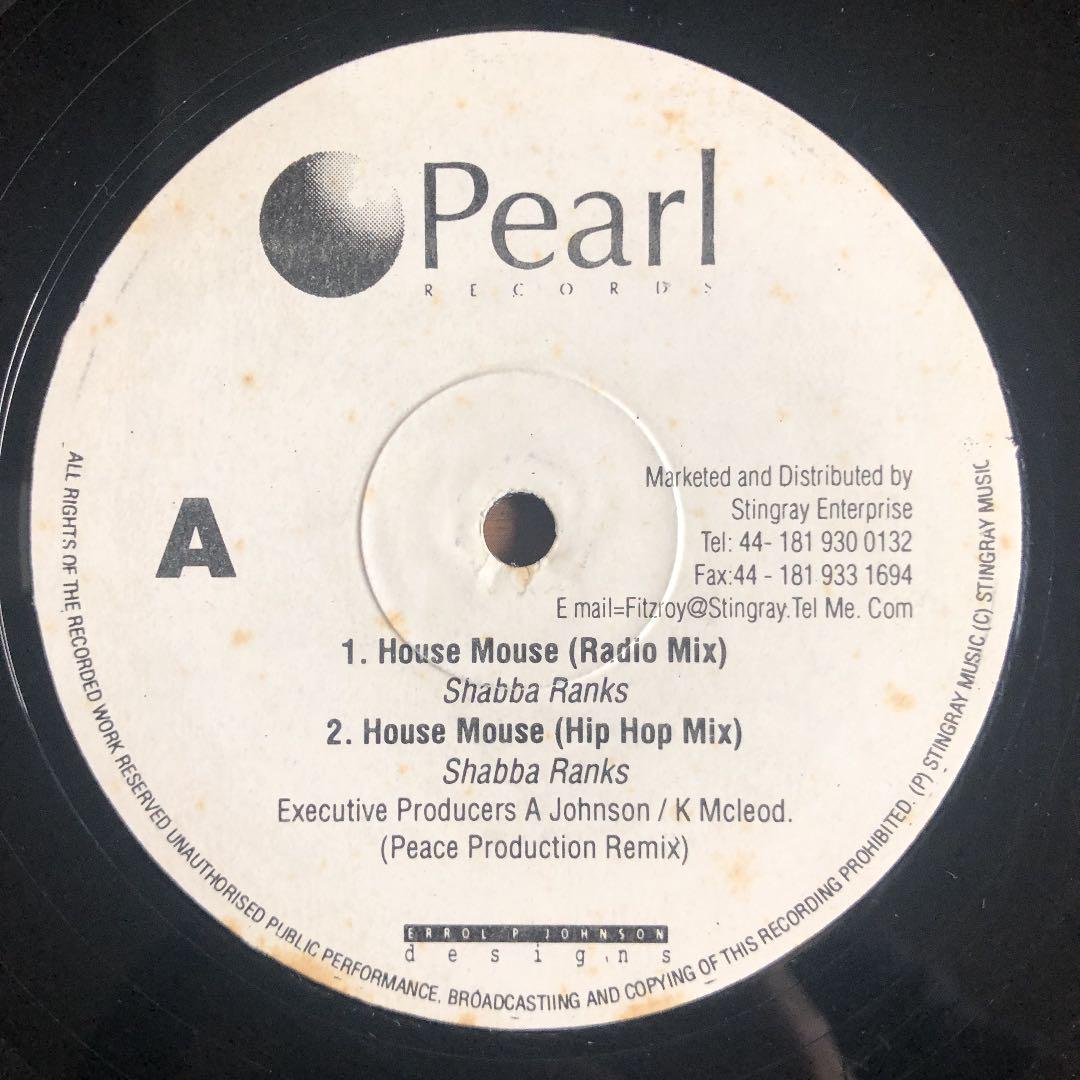 Pearl
RECORDS
A
Marketed and Distributed by
Stingray Enterprise
Tel: 44- 181 930 0132
Fax:44 - 181 933 1694
E mail=Fitzroy@Stingray.Tel Me. Com
1. House Mouse (Radio Mix)
Shabba Ranks
2. House Mouse (Hip Hop Mix)
Shabba Ranks
Executive Producers A Johnson / K Mcleod.
(Peace Production Remix)
ERROL P JOHNSON
designs
ALL RIGHTS OF THE RECORDED WORK RESERVED UNAUTHORISED PUBLIC PERFORMANCE. BROADCASTIING AND COPYING OF THIS RECORDING PROHIBITED. (P) STINGRAY MUSIC (C) STINGRAY MUSIC